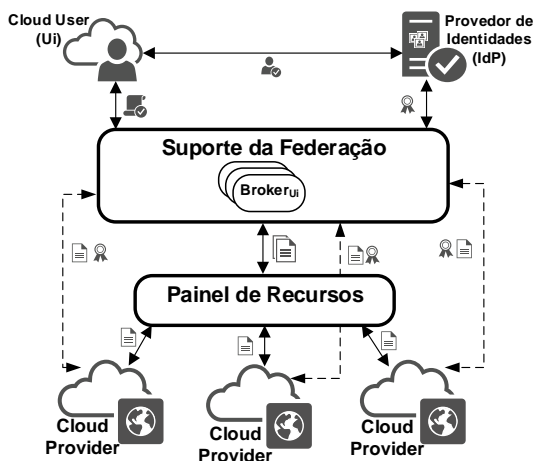 Cloud User
(Ui)
Provedor de
Identidades
(IdP)
Suporte da Federação
BrokerUi
Painel de Recursos
Cloud
Provider
Cloud
Provider
Cloud
Provider